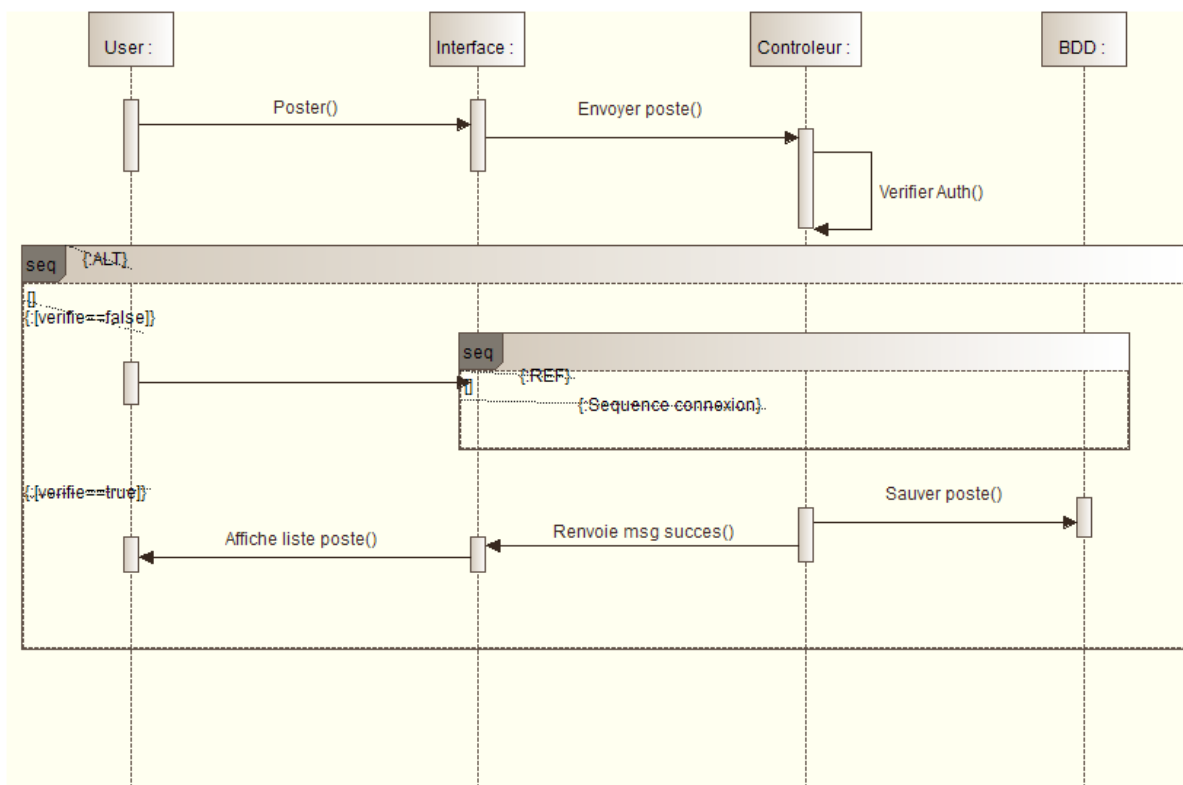 User :
Interface :
Controleur :
BDD :
Poster()
Envoyer poste()
Verifier Auth()
seq
{:ALT}
[]
{:[verifie==false]}
seq
{:REF}
[]
{:Sequence connexion}
{:[verifie==true]}
Sauver poste()
Renvoie msg succes()
Affiche liste poste()